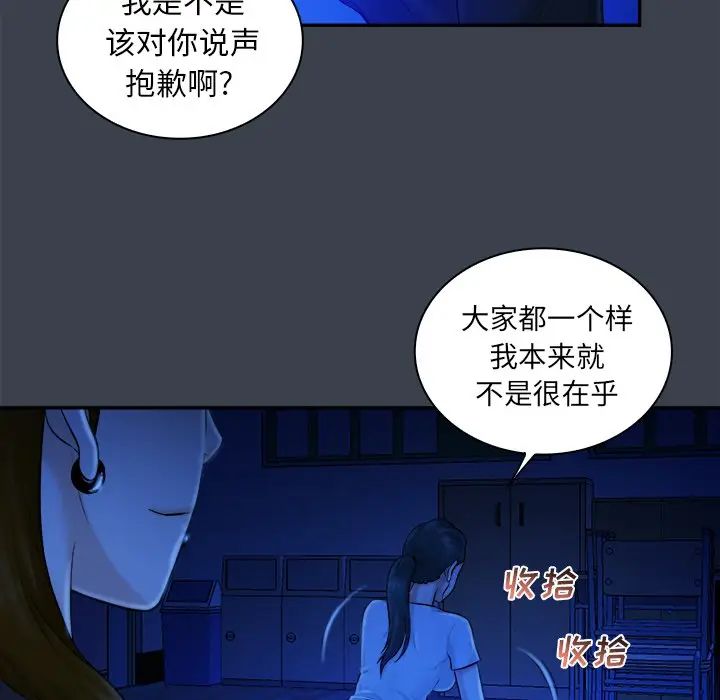 我是不是
该对你说声
抱歉啊?
大家都一个样
我本来就
不是很在乎
收拾
收拾